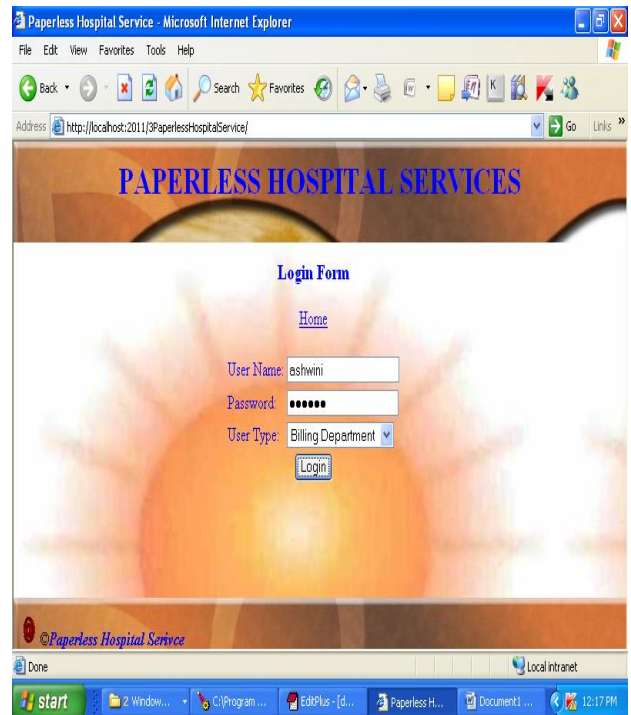 Paperless Hospital Service - Microsoft Internet Explorer
File Edit View Favorites Tools Help
Back Search Favorites
Address http://localhost:2011/3PaperlessHospitalService/ Go Links »
PAPERLESS HOSPITAL SERVICES
Login Form
Home
User Name: ashwini
Password: ●●●●●●
User Type: Billing Department
Login
©Paperless Hospital Serivce
Done Local intranet
start 2 Window... C:\Program ... EditPlus - [d... Paperless H... Document1 ... 12:17 PM